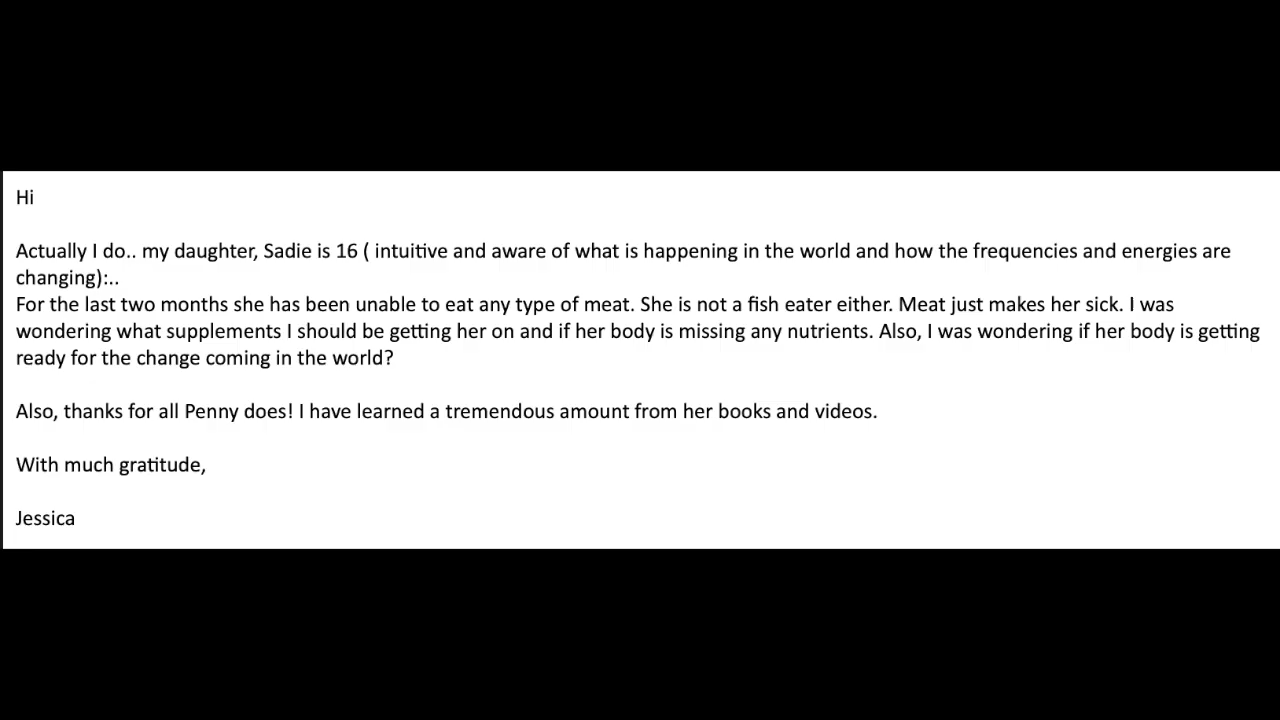 Hi
Actually I do.. my daughter, Sadie is 16 ( intuitive and aware of what is happening in the world and how the frequencies and energies are
changing):..
For the last two months she has been unable to eat any type of meat. She is not a fish eater either. Meat just makes her sick. I was
wondering what supplements I should be getting her on and if her body is missing any nutrients. Also, I was wondering if her body is getting
ready for the change coming in the world?
Also, thanks for all Penny does! I have learned a tremendous amount from her books and videos.
With much gratitude,
Jessica